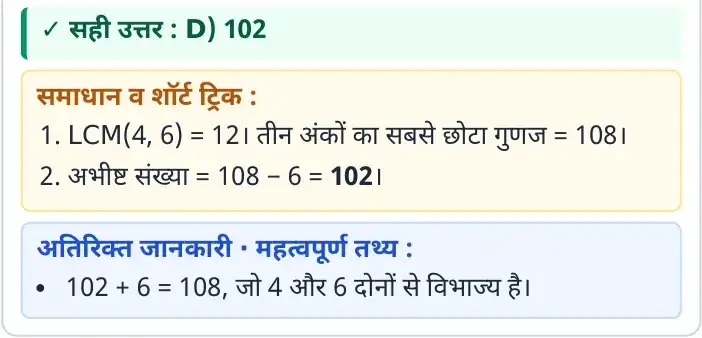 ✓ सही उत्तर : D) 102
समाधान व शॉर्ट ट्रिक :
1. LCM(4, 6) = 12। तीन अंकों का सबसे छोटा गुणज = 108।
2. अभीष्ट संख्या = 108 – 6 = 102।
अतिरिक्त जानकारी · महत्वपूर्ण तथ्य :
• 102 + 6 = 108, जो 4 और 6 दोनों से विभाज्य है।